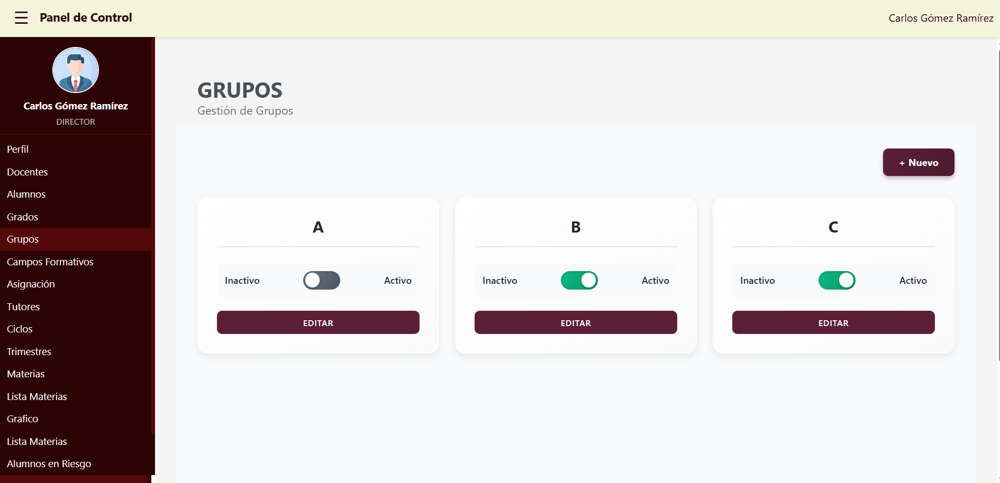 ☰ Panel de Control
Carlos Gómez Ramírez
Carlos Gómez Ramírez
DIRECTOR
Perfil
Docentes
Alumnos
Grados
Grupos
Campos Formativos
Asignación
Tutores
Ciclos
Trimestres
Materias
Lista Materias
Grafico
Lista Materias
Alumnos en Riesgo
GRUPOS
Gestión de Grupos
+ Nuevo
A
Inactivo Activo
EDITAR
B
Inactivo Activo
EDITAR
C
Inactivo Activo
EDITAR